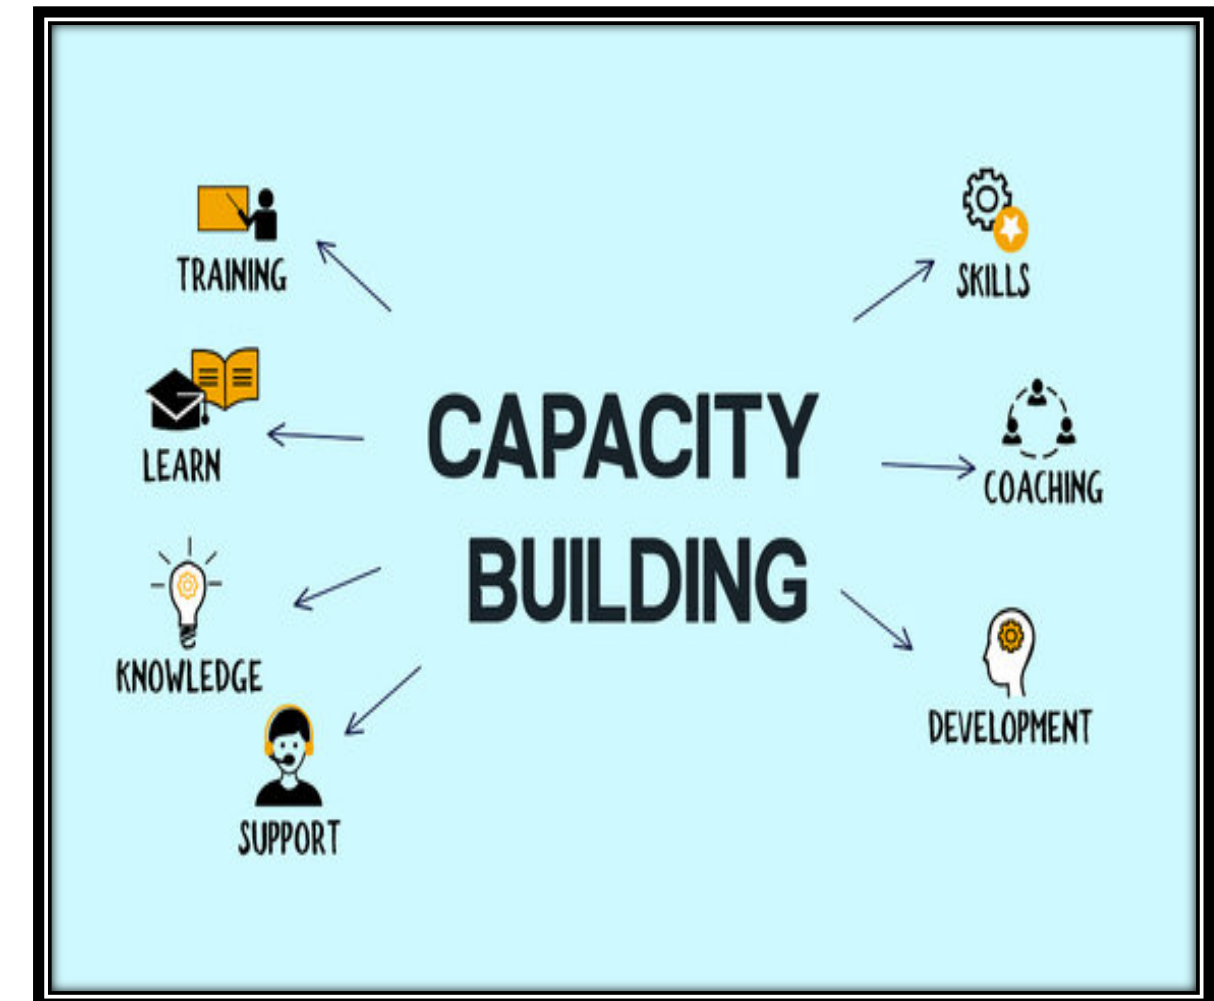 TRAINING
SKILLS
LEARN
CAPACITY
COACHING
BUILDING
KNOWLEDGE
DEVELOPMENT
SUPPORT